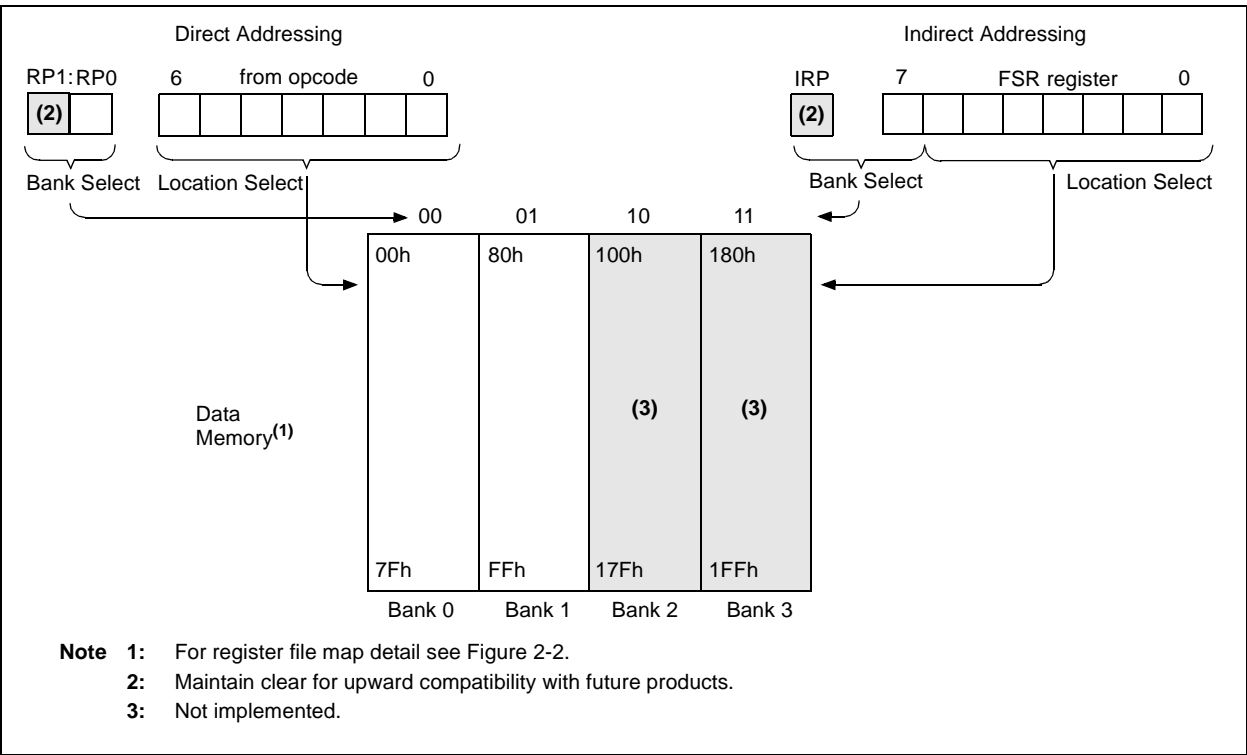 Direct Addressing
Indirect Addressing
RP1:RP0 6 from opcode 0
IRP 7 FSR register 0
(2)
(2)
Bank Select Location Select
Bank Select Location Select
00 01 10 11
00h 80h 100h 180h
Data
Memory(1)
(3) (3)
7Fh FFh 17Fh 1FFh
Bank 0 Bank 1 Bank 2 Bank 3
Note 1: For register file map detail see Figure 2-2.
2: Maintain clear for upward compatibility with future products.
3: Not implemented.